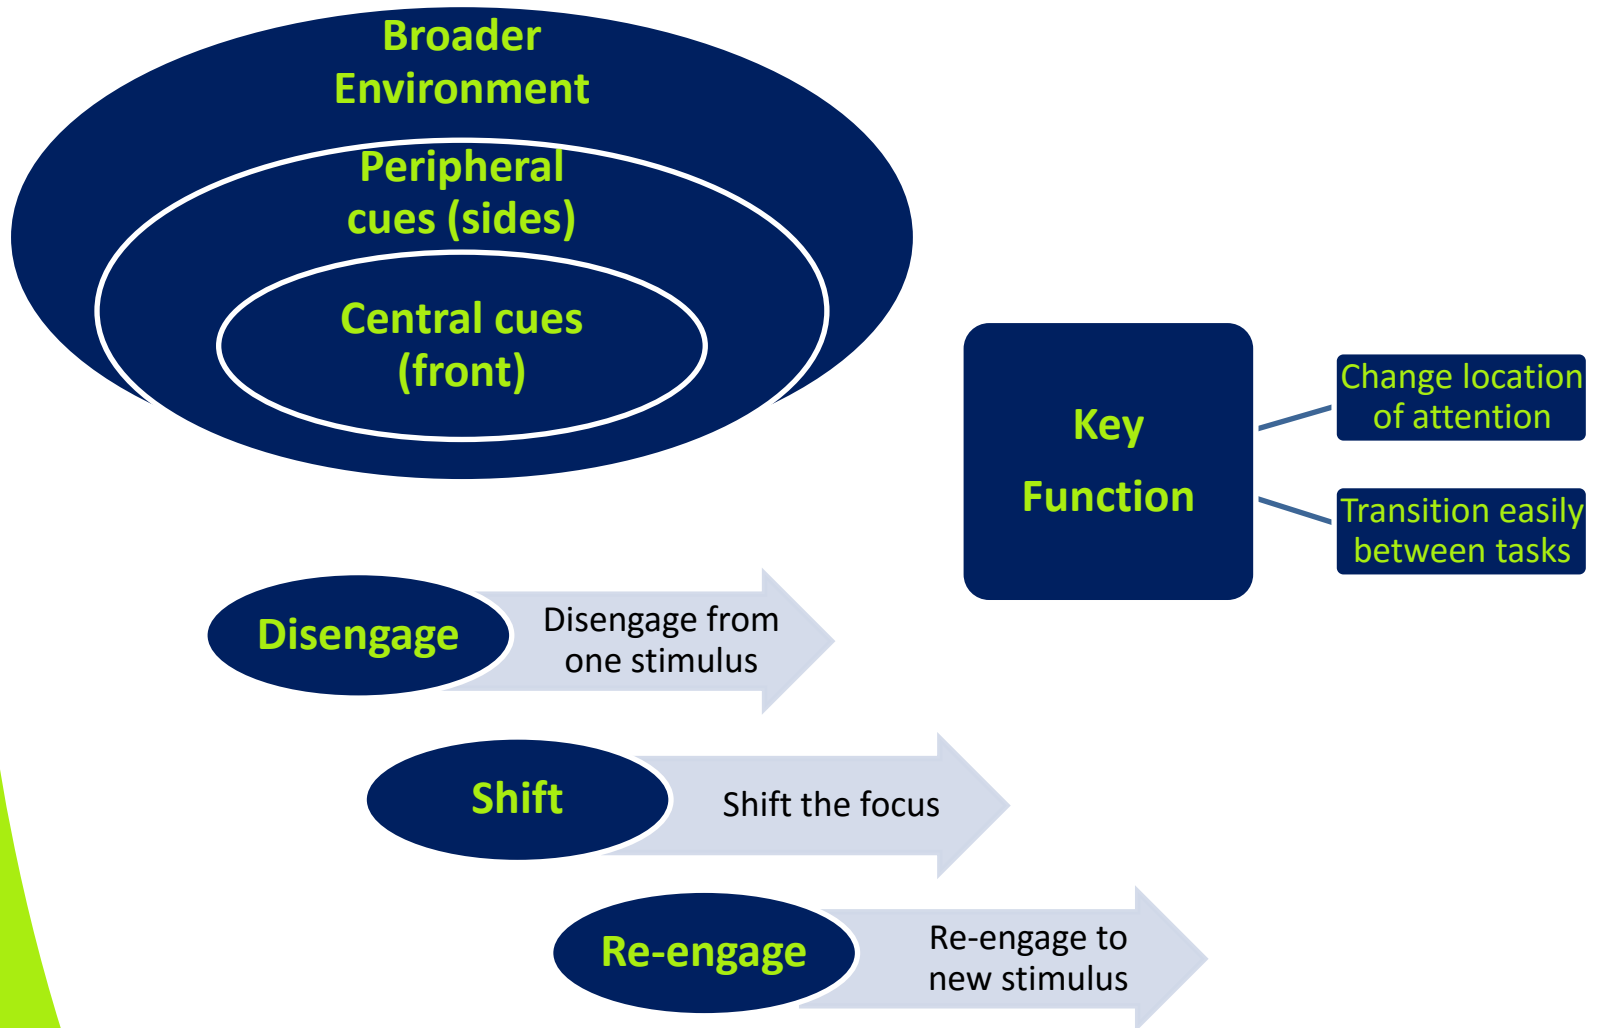 Broader
Environment
Peripheral
cues (sides)
Central cues
(front)
Key
Function
Change location
of attention
Transition easily
between tasks
Disengage
Disengage from
one stimulus
Shift
Shift the focus
Re-engage
Re-engage to
new stimulus